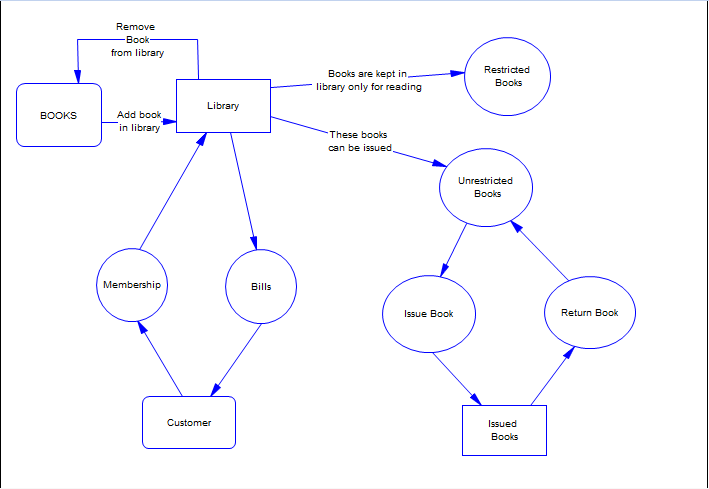 Remove
Book
from library
BOOKS
Add book
in library
Library
Books are kept in
library only for reading
Restricted
Books
These books
can be issued
Unrestricted
Books
Membership
Bills
Issue Book
Return Book
Customer
Issued
Books